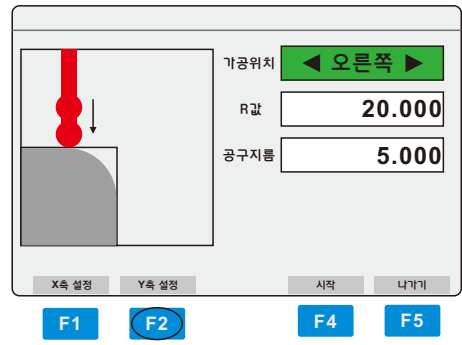 가공위치 ◀ 오른쪽 ▶
R값 20.000
공구지름 5.000
X축 설정 Y축 설정 시작 나가기
F1 F2 F4 F5